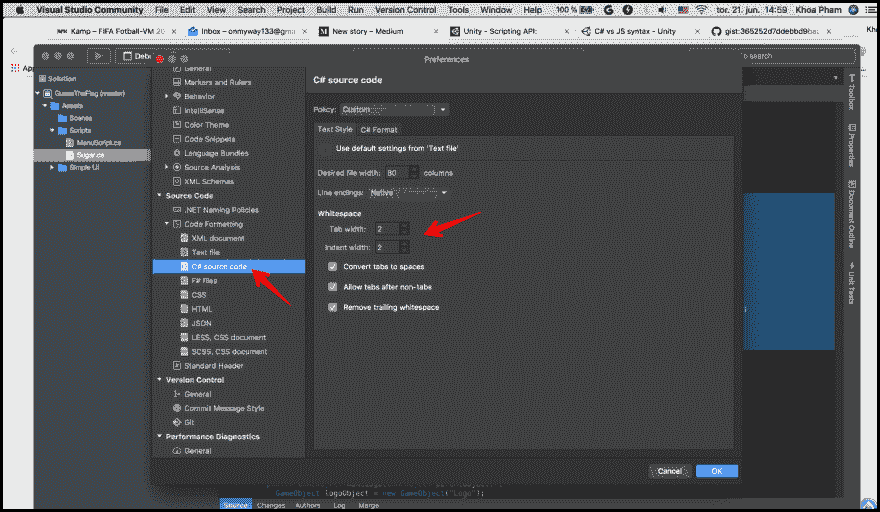 Visual Studio Community File Edit View Search Project Build Run Version Control Tools Window Help 100 % tor. 21. jun. 14:59 Khoa Pham
Kamp – FIFA Fotball-VM 20 Inbox - onmyway133@gma New story – Medium Unity - Scripting API: C# vs JS syntax - Unity gist:365252d7ddebbd9ba
Preferences
search
Solution
GuessTheFlag (master)
Assets
Scenes
Scripts
MenuScript.cs
Sugar.cs
Simple UI
General
Markers and Rulers
Behavior
IntelliSense
Color Theme
Code Snippets
Language Bundles
Source Analysis
XML Schemas
Source Code
.NET Naming Policies
Code Formatting
XML document
Text file
C# source code
F# files
CSS
HTML
JSON
LESS, CSS document
SCSS, CSS document
Standard Header
Version Control
General
Commit Message Style
Git
Performance Diagnostics
General
C# source code
Policy: Custom
Text Style C# Format
Use default settings from 'Text file'
Desired file width: 80 columns
Line endings: Native
Whitespace
Tab width: 2
Indent width: 2
Convert tabs to spaces
Allow tabs after non-tabs
Remove trailing whitespace
Cancel OK
Toolbox
Properties
Document Outline
Unit Tests
GameObject logoObject = new GameObject("Logo");
Source Changes Authors Log Merge